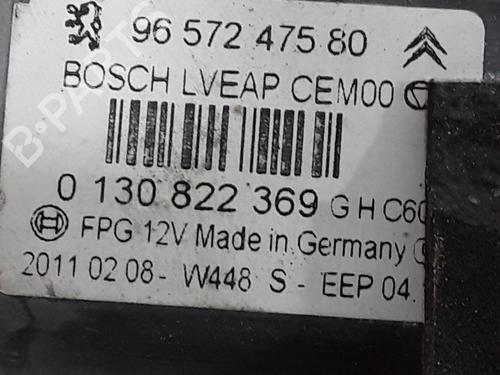 96 572 475 80
BOSCH LVEAP CEM00
0 130 822 369 G H C60
FPG 12V Made in Germany
2011 02 08 - W448 S - EEP 04.
B-PARTS